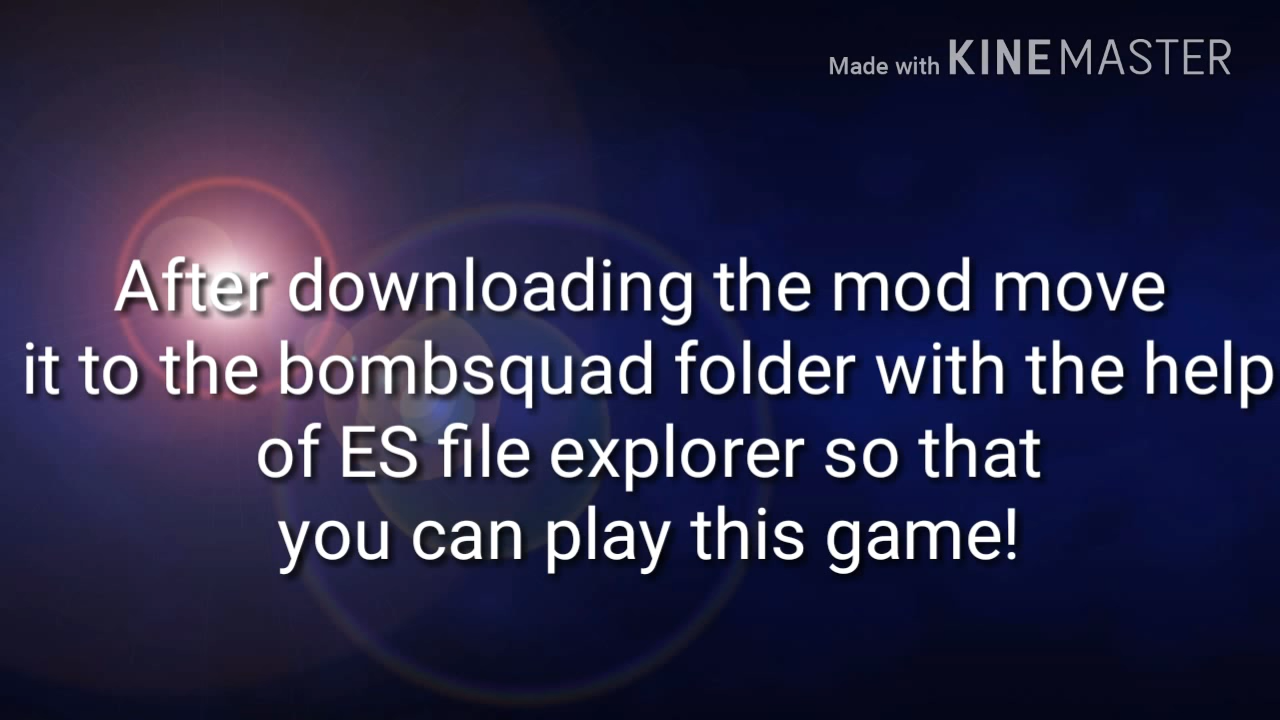 Made with KINEMASTER
After downloading the mod move
it to the bombsquad folder with the help
of ES file explorer so that
you can play this game!